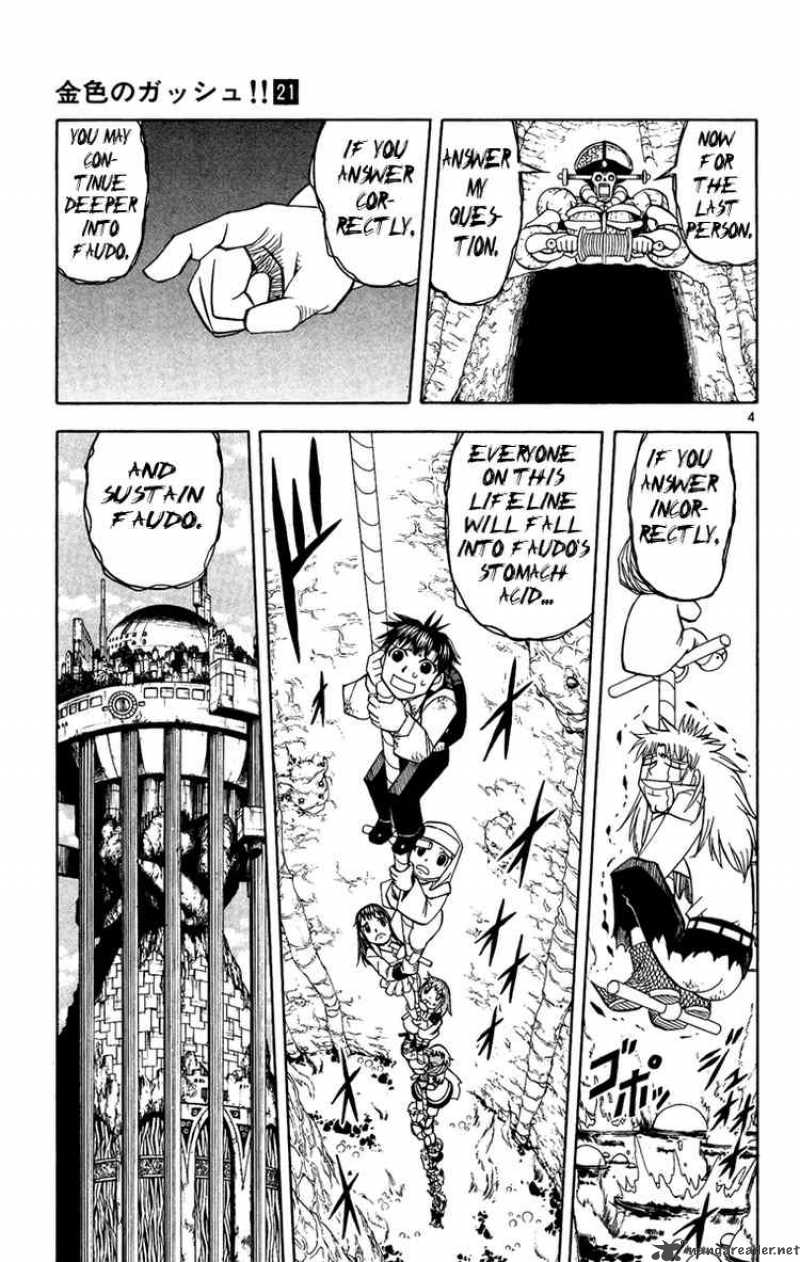 金色のガッシュ!! 21
NOW
FOR
THE
LAST
PERSON.
ANSWER
MY
QUES-
TION.
IF YOU
ANSWER
COR-
RECTLY.
YOU MAY
CON-
TINUE
DEEPER
INTO
FAUDO.
4
IF YOU
ANSWER
INCOR-
RECTLY.
ゴポッ
EVERYONE
ON THIS
LIFELINE
WILL FALL
INTO FAUDO'S
STOMACH
ACID...
AND
SUSTAIN
FAUDO.
mangareader.net